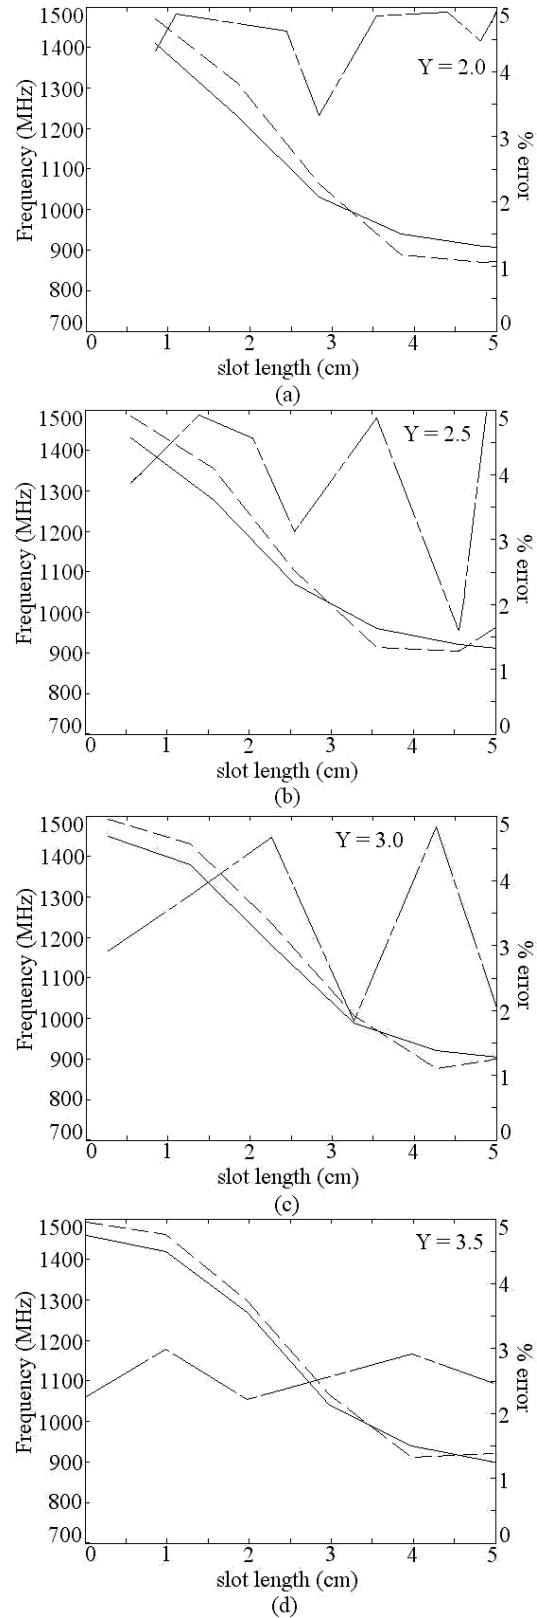 1500
1400
1300
1200
1100
1000
900
800
700
Frequency (MHz)
5
4
3
2
1
0
% error
Y = 2.0
0 1 2 3 4 5
slot length (cm)
(a)
1500
1400
1300
1200
1100
1000
900
800
700
Frequency (MHz)
5
4
3
2
1
0
% error
Y = 2.5
0 1 2 3 4 5
slot length (cm)
(b)
1500
1400
1300
1200
1100
1000
900
800
700
Frequency (MHz)
5
4
3
2
1
0
% error
Y = 3.0
0 1 2 3 4 5
slot length (cm)
(c)
1500
1400
1300
1200
1100
1000
900
800
700
Frequency (MHz)
5
4
3
2
1
0
% error
Y = 3.5
0 1 2 3 4 5
slot length (cm)
(d)